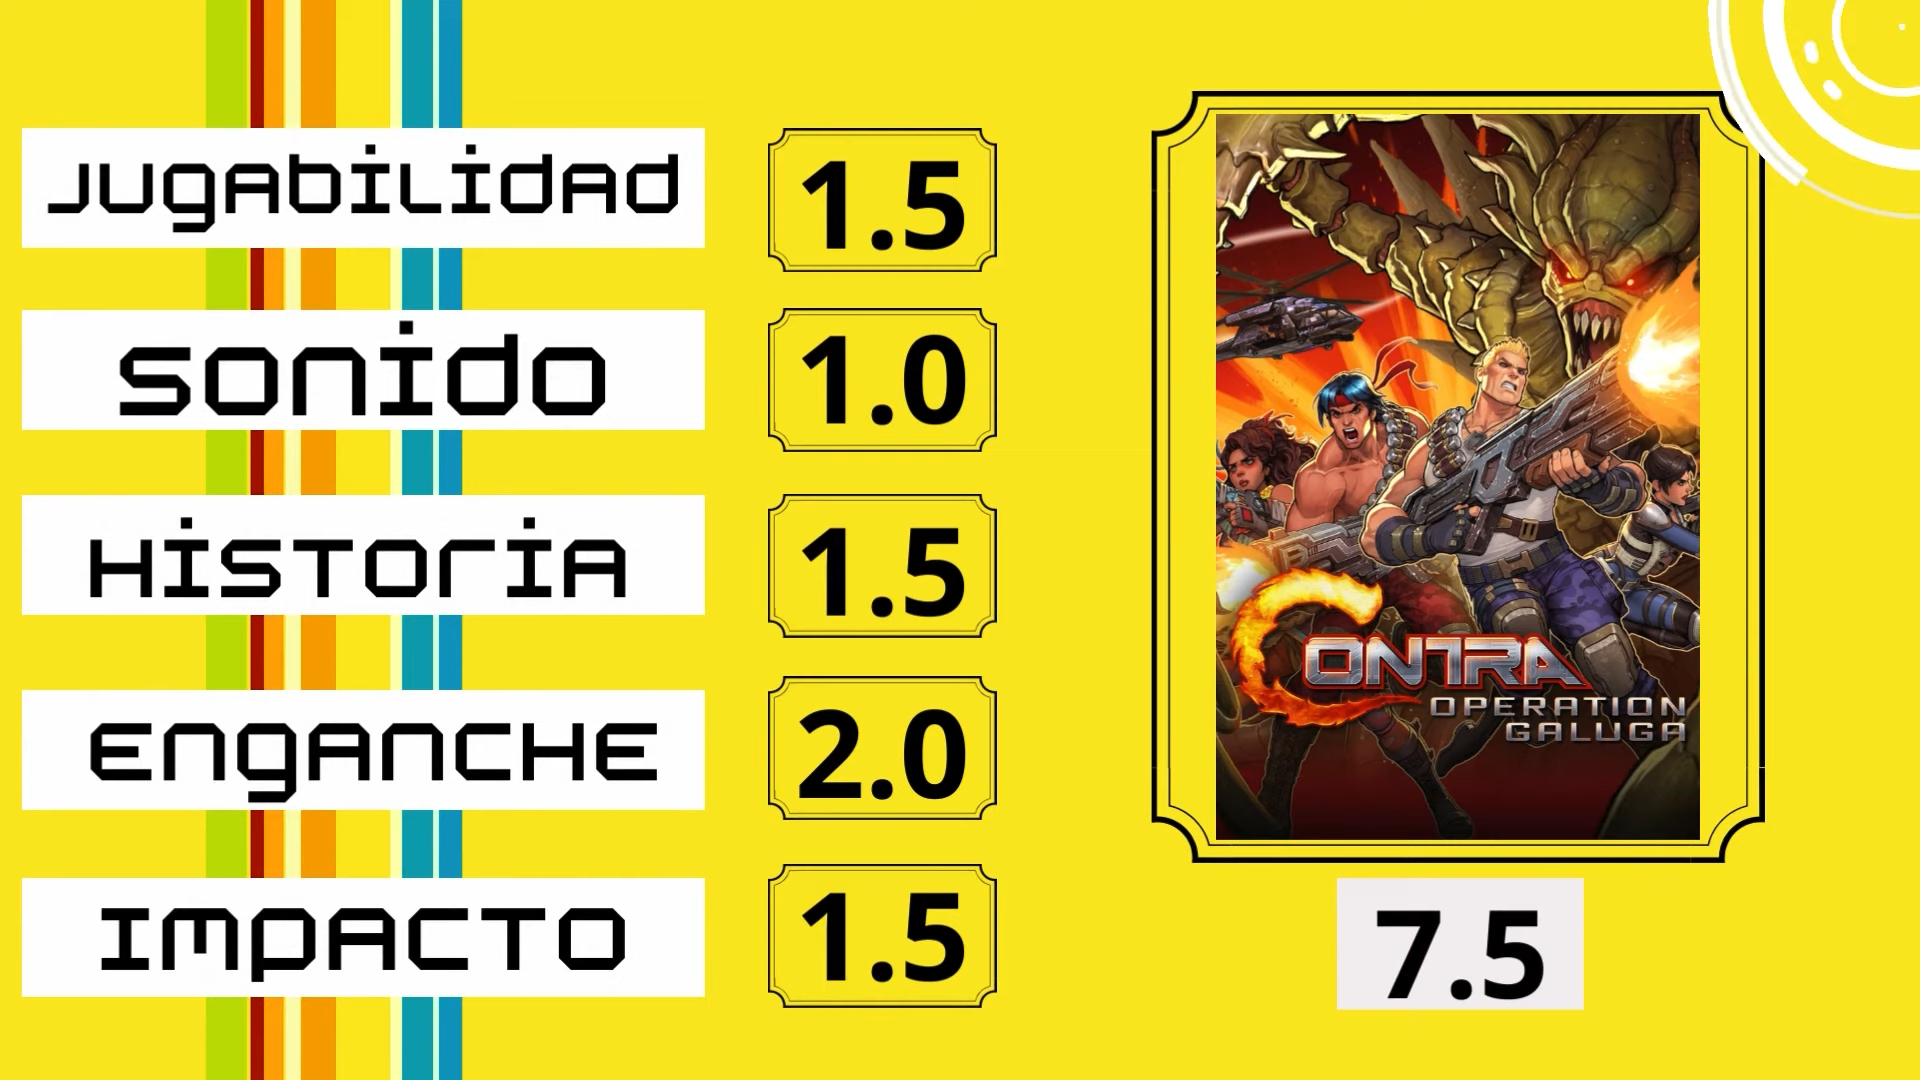 JUGABILIDAD
1.5
SONIDO
1.0
HISTORIA
1.5
ENGANCHE
2.0
IMPACTO
1.5
CONTRA
OPERATION
GALUGA
7.5